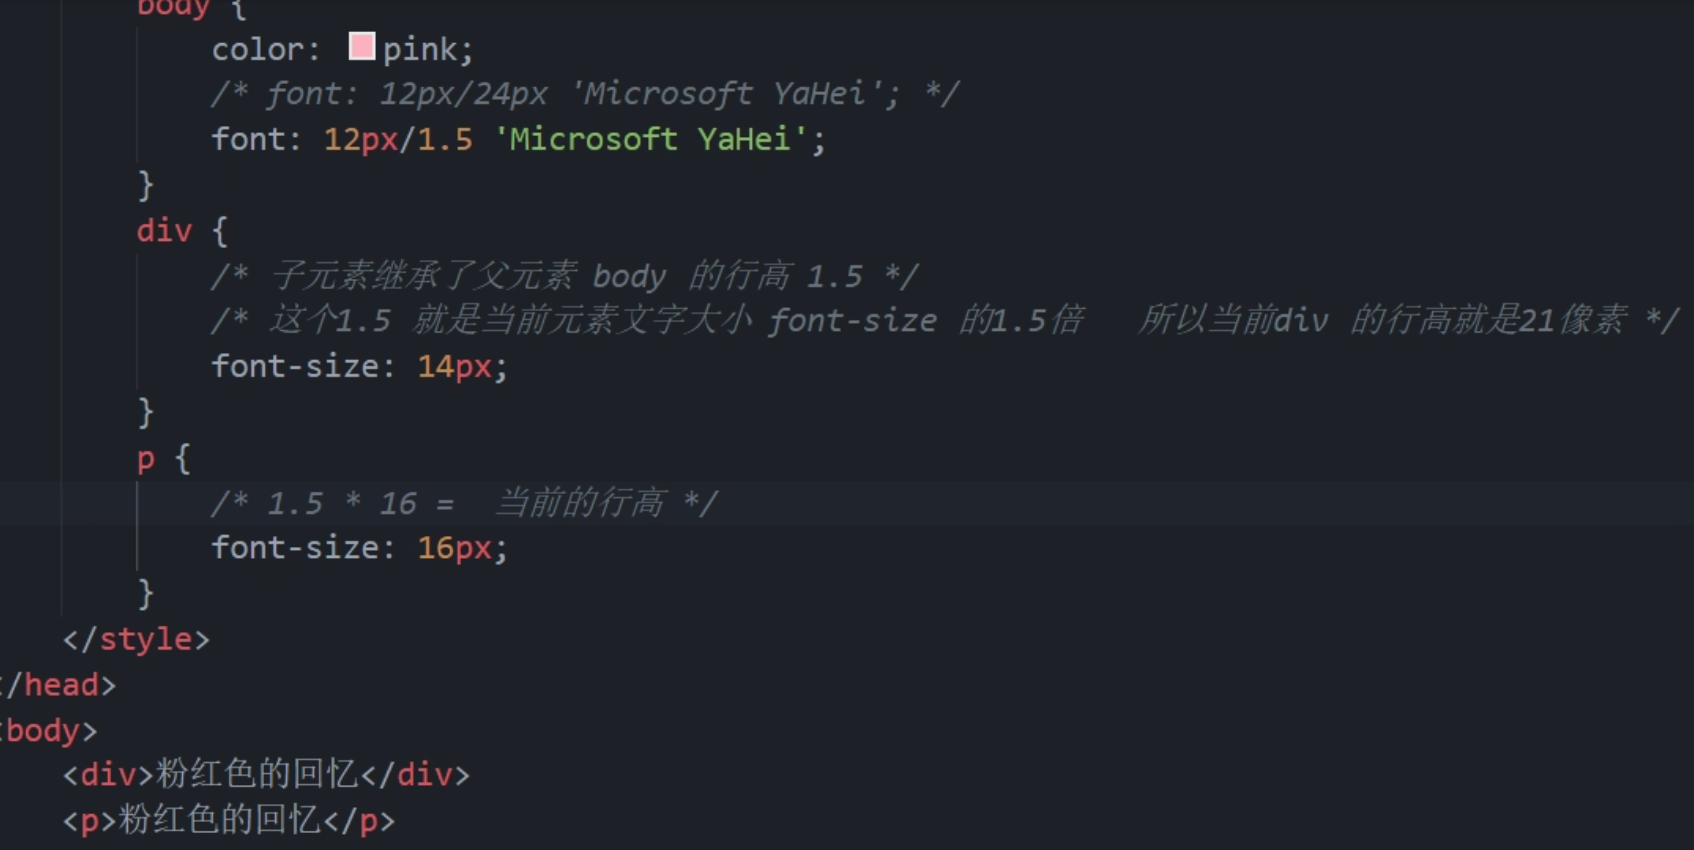 body {
color: pink;
/* font: 12px/24px 'Microsoft YaHei'; */
font: 12px/1.5 'Microsoft YaHei';
}
div {
/* 子元素继承了父元素 body 的行高 1.5 */
/* 这个1.5 就是当前元素文字大小 font-size 的1.5倍   所以当前div 的行高就是21像素 */
font-size: 14px;
}
p {
/* 1.5 * 16 =  当前的行高 */
font-size: 16px;
}
</style>
</head>
<body>
<div>粉红色的回忆</div>
<p>粉红色的回忆</p>